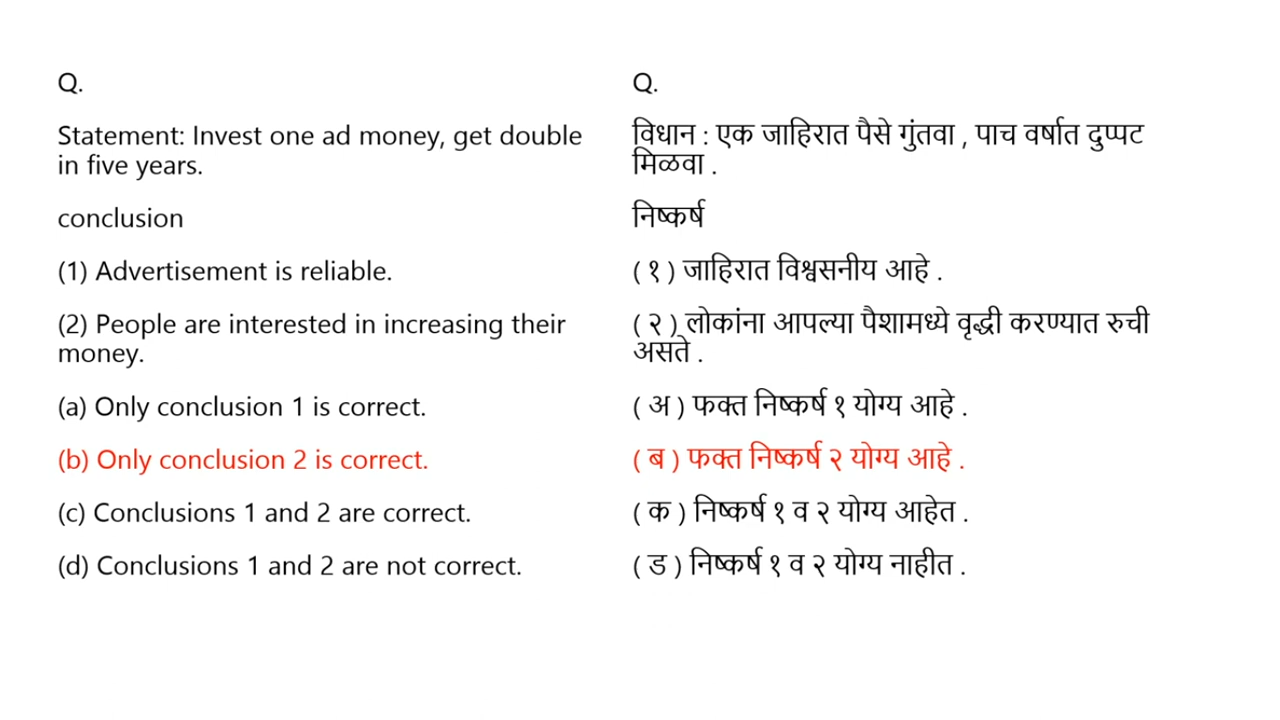 Q.
Statement: Invest one ad money, get double
in five years.
conclusion
(1) Advertisement is reliable.
(2) People are interested in increasing their
money.
(a) Only conclusion 1 is correct.
(b) Only conclusion 2 is correct.
(c) Conclusions 1 and 2 are correct.
(d) Conclusions 1 and 2 are not correct.
Q.
विधान : एक जाहिरात पैसे गुंतवा , पाच वर्षात दुप्पट
मिळवा .
निष्कर्ष
( १ ) जाहिरात विश्वसनीय आहे .
( २ ) लोकांना आपल्या पैशामध्ये वृद्धी करण्यात रुची
असते .
( अ ) फक्त निष्कर्ष १ योग्य आहे .
( ब ) फक्त निष्कर्ष २ योग्य आहे .
( क ) निष्कर्ष १ व २ योग्य आहेत .
( ड ) निष्कर्ष १ व २ योग्य नाहीत .